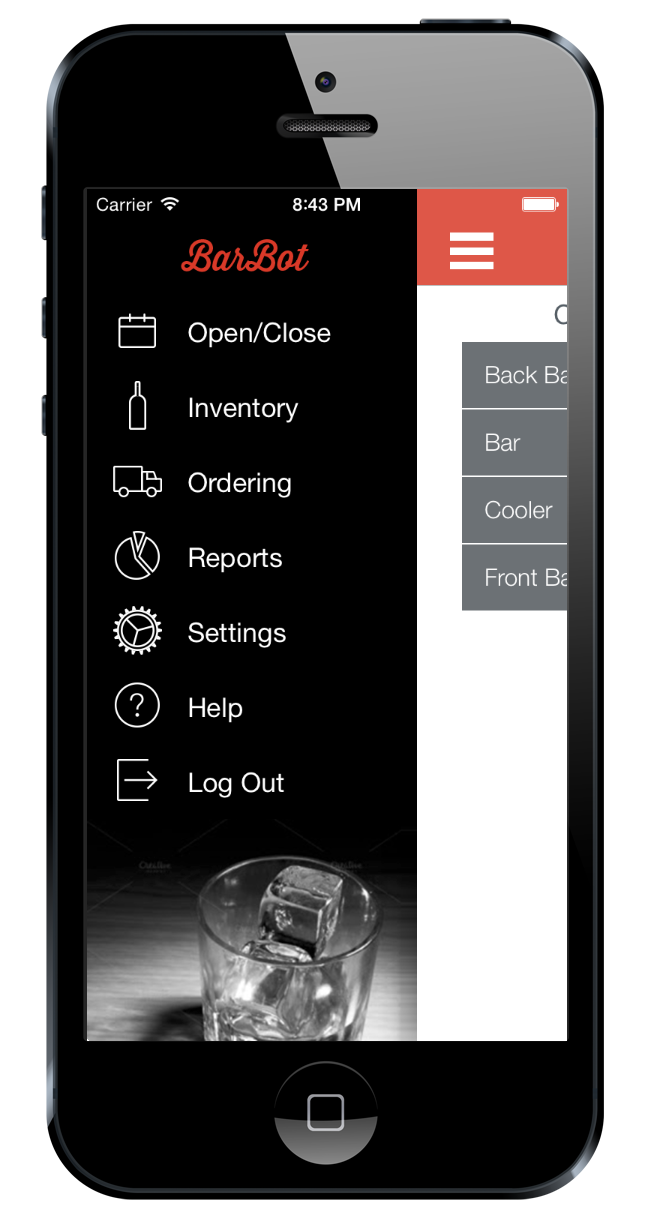 Carrier
8:43 PM
BarBot
Open/Close
Inventory
Ordering
Reports
Settings
?
Help
Log Out
C
Back Ba
Bar
Cooler
Front Ba